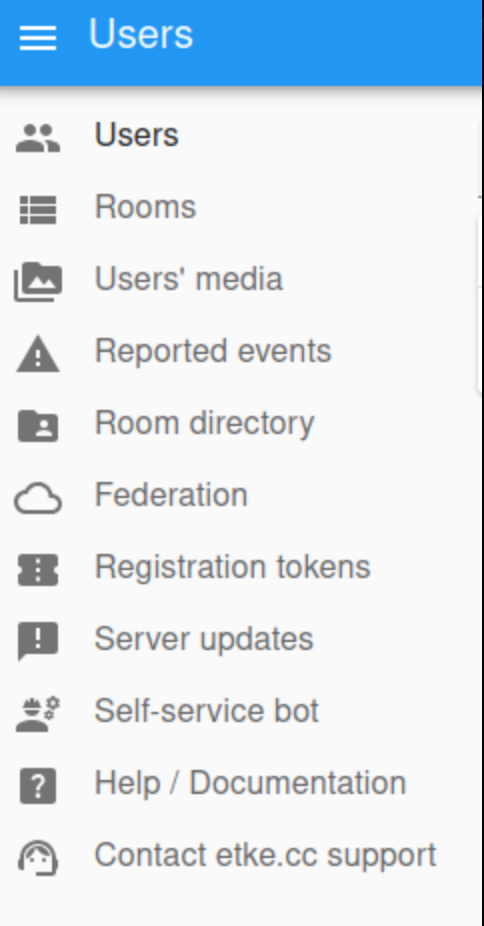 Users
Users
Rooms
Users' media
Reported events
Room directory
Federation
Registration tokens
Server updates
Self-service bot
Help / Documentation
Contact etke.cc support